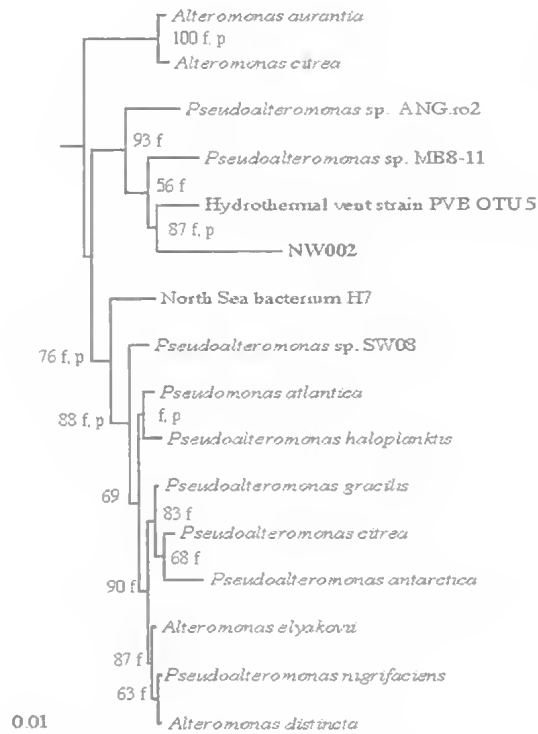 Alteromonas aurantia
100 f, p
Alteromonas citrea
Pseudoalteromonas sp. ANG.ro2
93 f
Pseudoalteromonas sp. MB8-11
56 f
Hydrothermal vent strain PVB OTU 5
87 f, p
NW002
North Sea bacterium H7
Pseudoalteromonas sp. SW08
76 f, p
Pseudomonas atlantica
88 f, p
f, p
Pseudoalteromonas haloplanktis
Pseudoalteromonas gracilis
69
83 f
Pseudoalteromonas citrea
68 f
Pseudoalteromonas antarctica
90 f
Alteromonas elyakovii
87 f
Pseudoalteromonas nigrifaciens
63 f
0.01
Alteromonas distincta